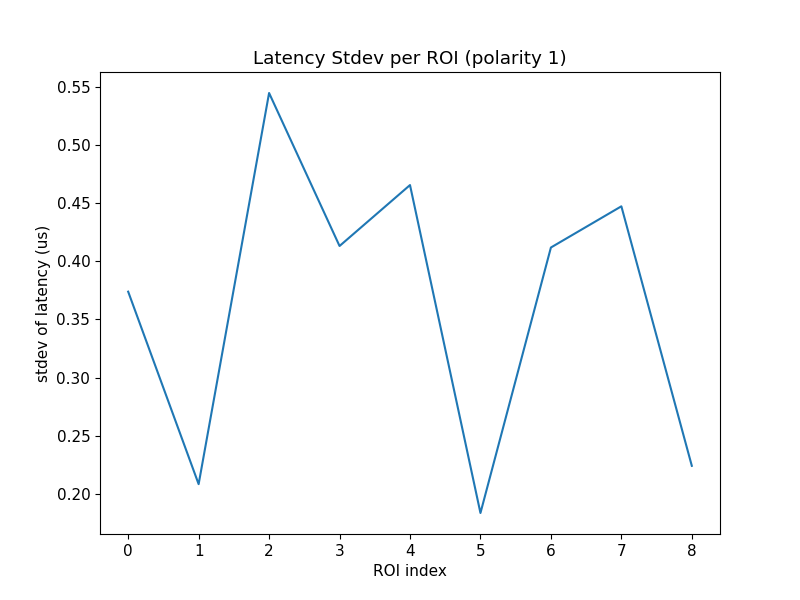 Latency Stdev per ROI (polarity 1)
stdev of latency (us)
0.55
0.50
0.45
0.40
0.35
0.30
0.25
0.20
0 1 2 3 4 5 6 7 8
ROI index